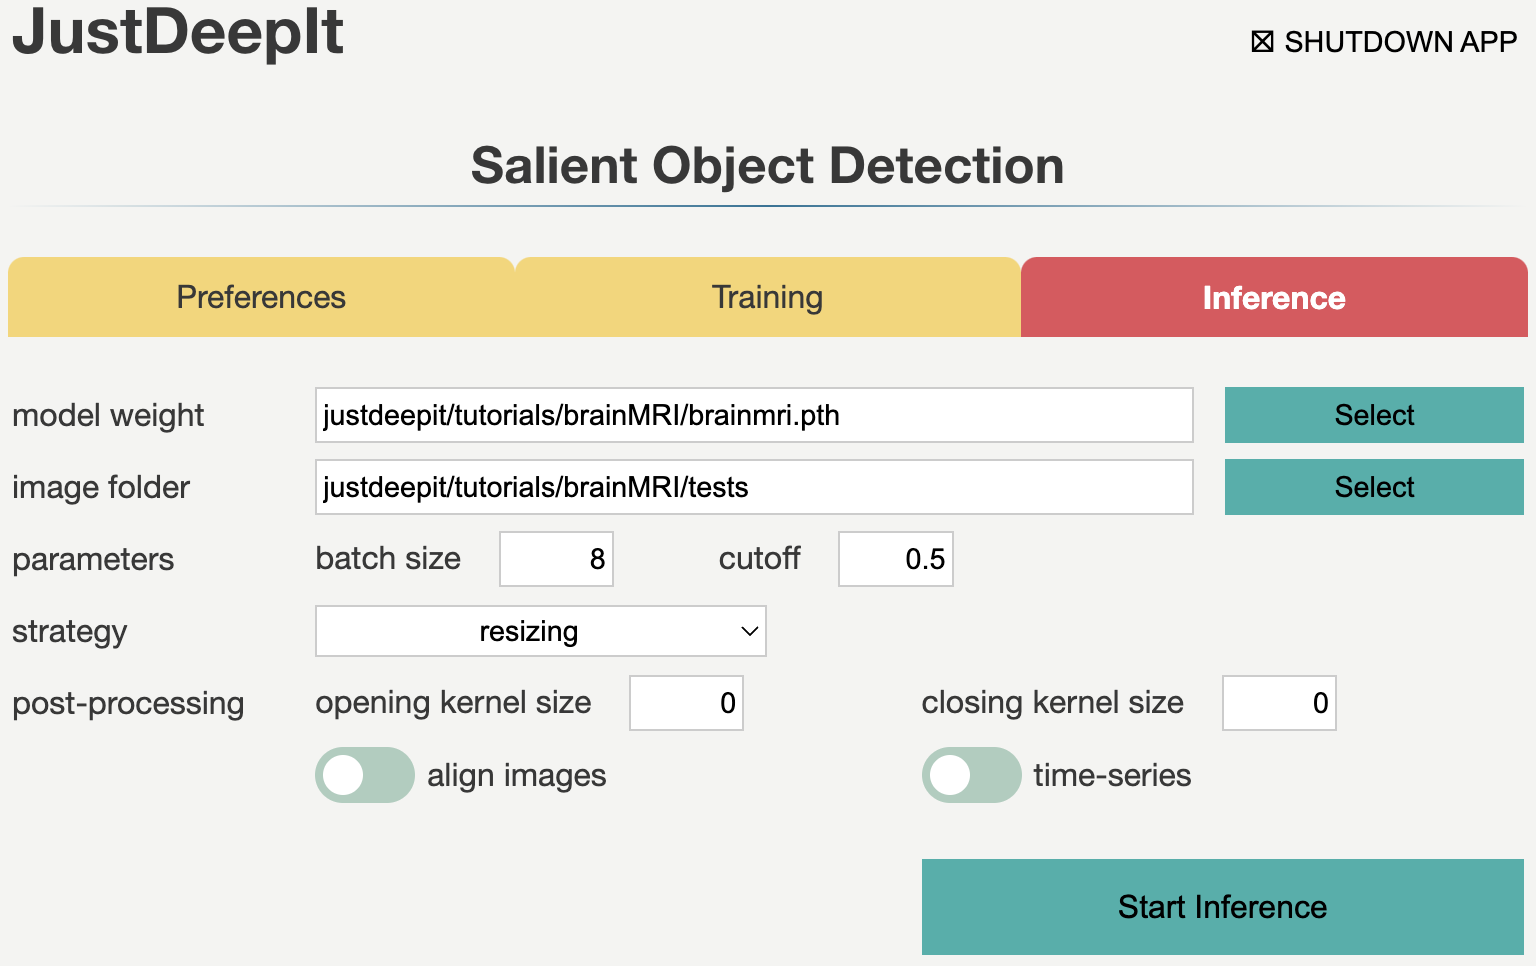 JustDeepIt
☒ SHUTDOWN APP
Salient Object Detection
Preferences Training Inference
model weight justdeepit/tutorials/brainMRI/brainmri.pth Select
image folder justdeepit/tutorials/brainMRI/tests Select
parameters batch size 8 cutoff 0.5
strategy resizing
post-processing opening kernel size 0 closing kernel size 0
align images time-series
Start Inference